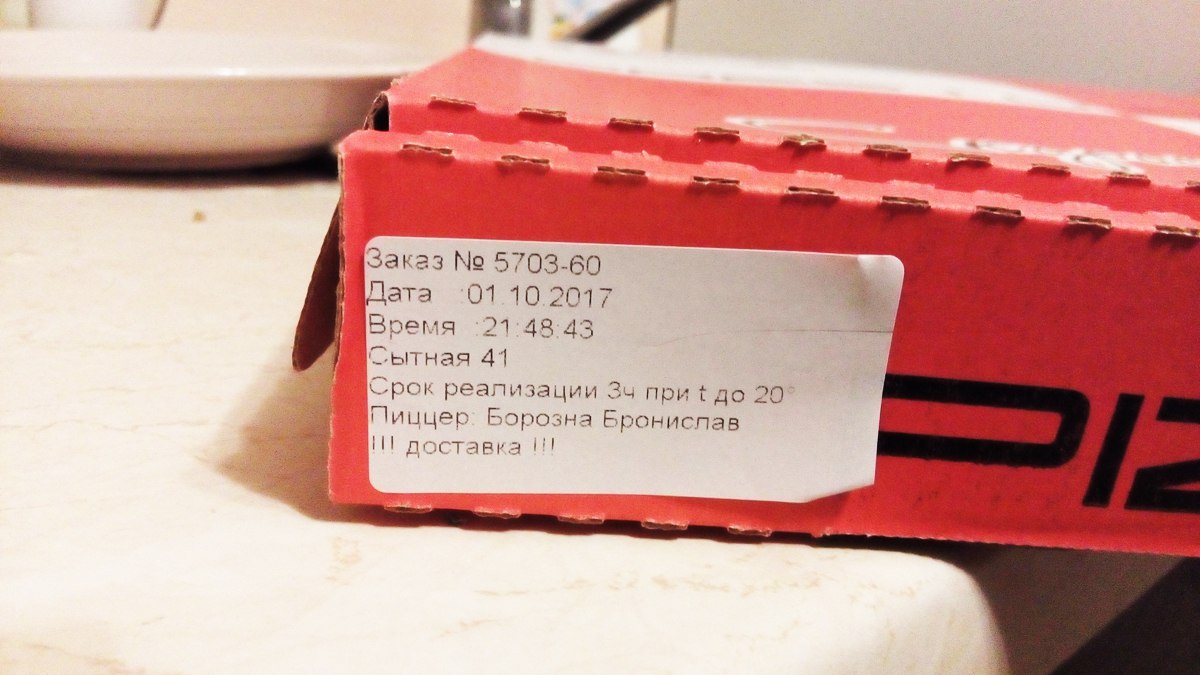 Заказ № 5703-60
Дата :01.10.2017
Время :21:48:43
Сытная 41
Срок реализации 3ч при t до 20°
Пиццер: Борозна Бронислав
!!! доставка !!!